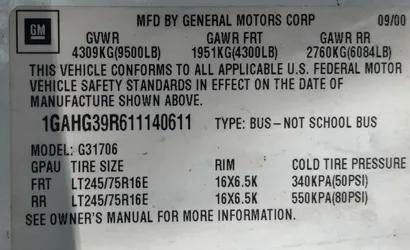 GM
MFD BY GENERAL MOTORS CORP 09/00
GVWR GAWR FRT GAWR RR
4309KG(9500LB) 1951KG(4300LB) 2760KG(6084LB)
THIS VEHICLE CONFORMS TO ALL APPLICABLE U.S. FEDERAL MOTOR
VEHICLE SAFETY STANDARDS IN EFFECT ON THE DATE OF
MANUFACTURE SHOWN ABOVE.
1GAHG39R611140611 TYPE: BUS–NOT SCHOOL BUS
MODEL: G31706
GPAU TIRE SIZE RIM COLD TIRE PRESSURE
FRT LT245/75R16E 16X6.5K 340KPA(50PSI)
RR LT245/75R16E 16X6.5K 550KPA(80PSI)
SEE OWNER'S MANUAL FOR MORE INFORMATION.